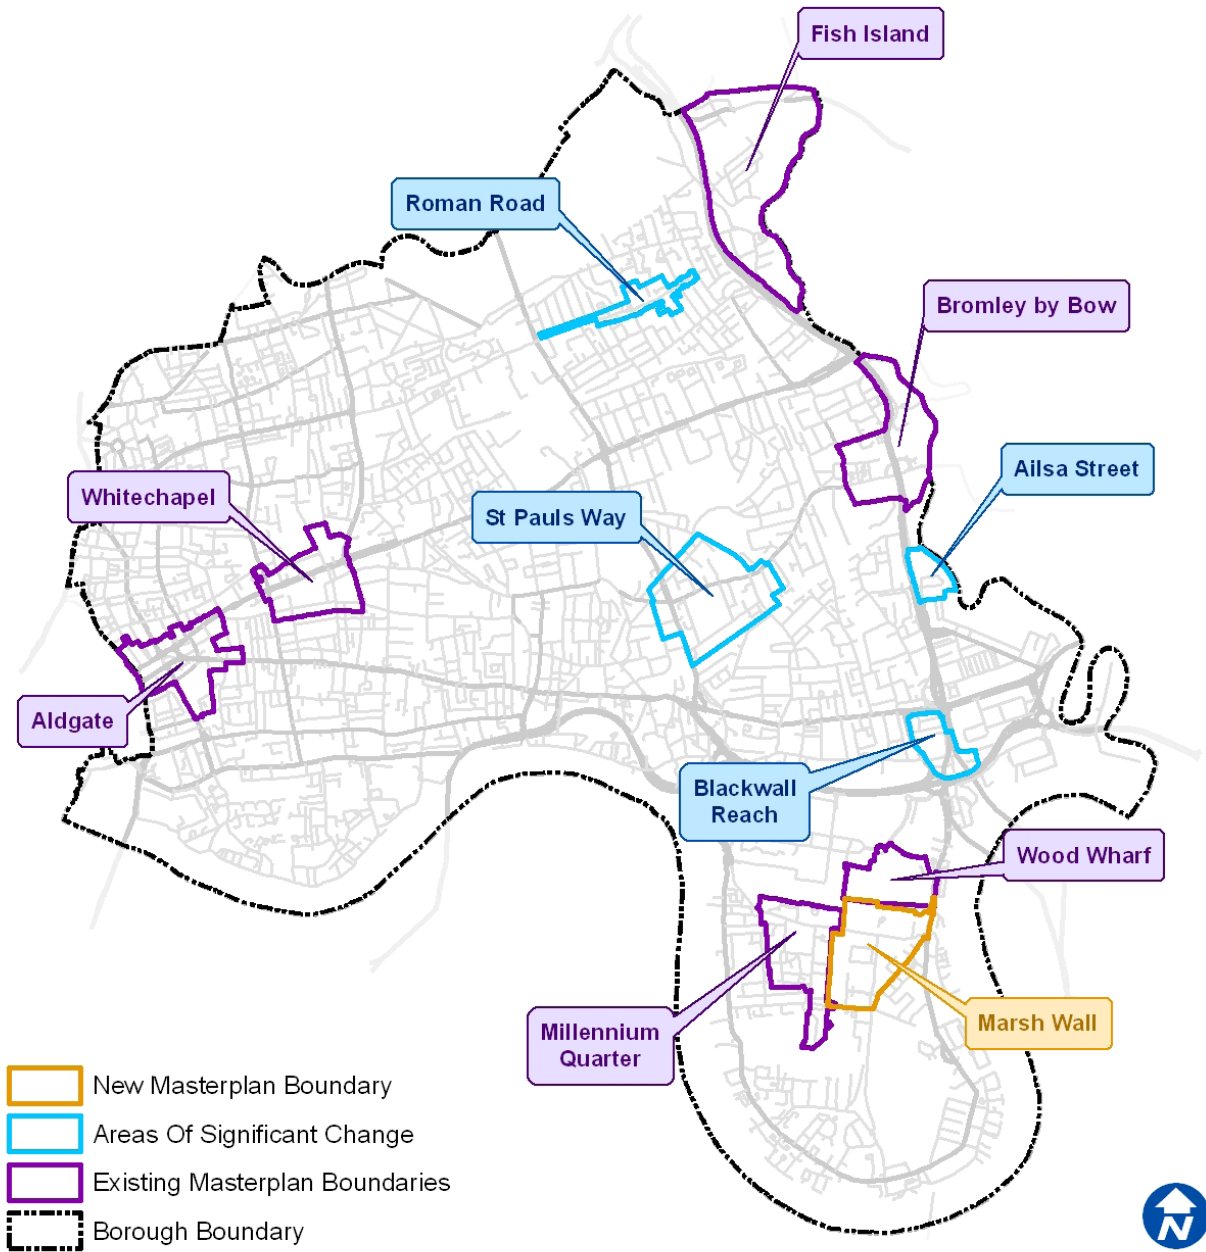 Fish Island
Roman Road
Bromley by Bow
Ailsa Street
Whitechapel
St Pauls Way
Aldgate
Blackwall
Reach
Wood Wharf
Marsh Wall
Millennium
Quarter
New Masterplan Boundary
Areas Of Significant Change
Existing Masterplan Boundaries
Borough Boundary
N